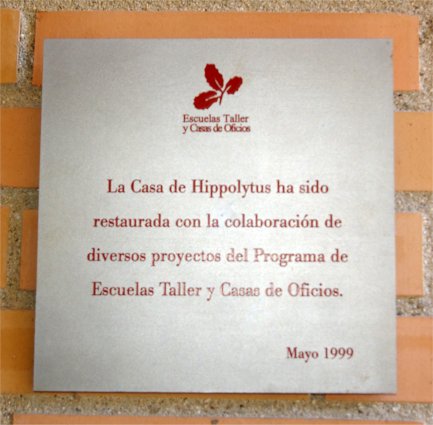 Escuelas Taller
y Casas de Oficios
La Casa de Hippolytus ha sido
restaurada con la colaboración de
diversos proyectos del Programa de
Escuelas Taller y Casas de Oficios.
Mayo 1999